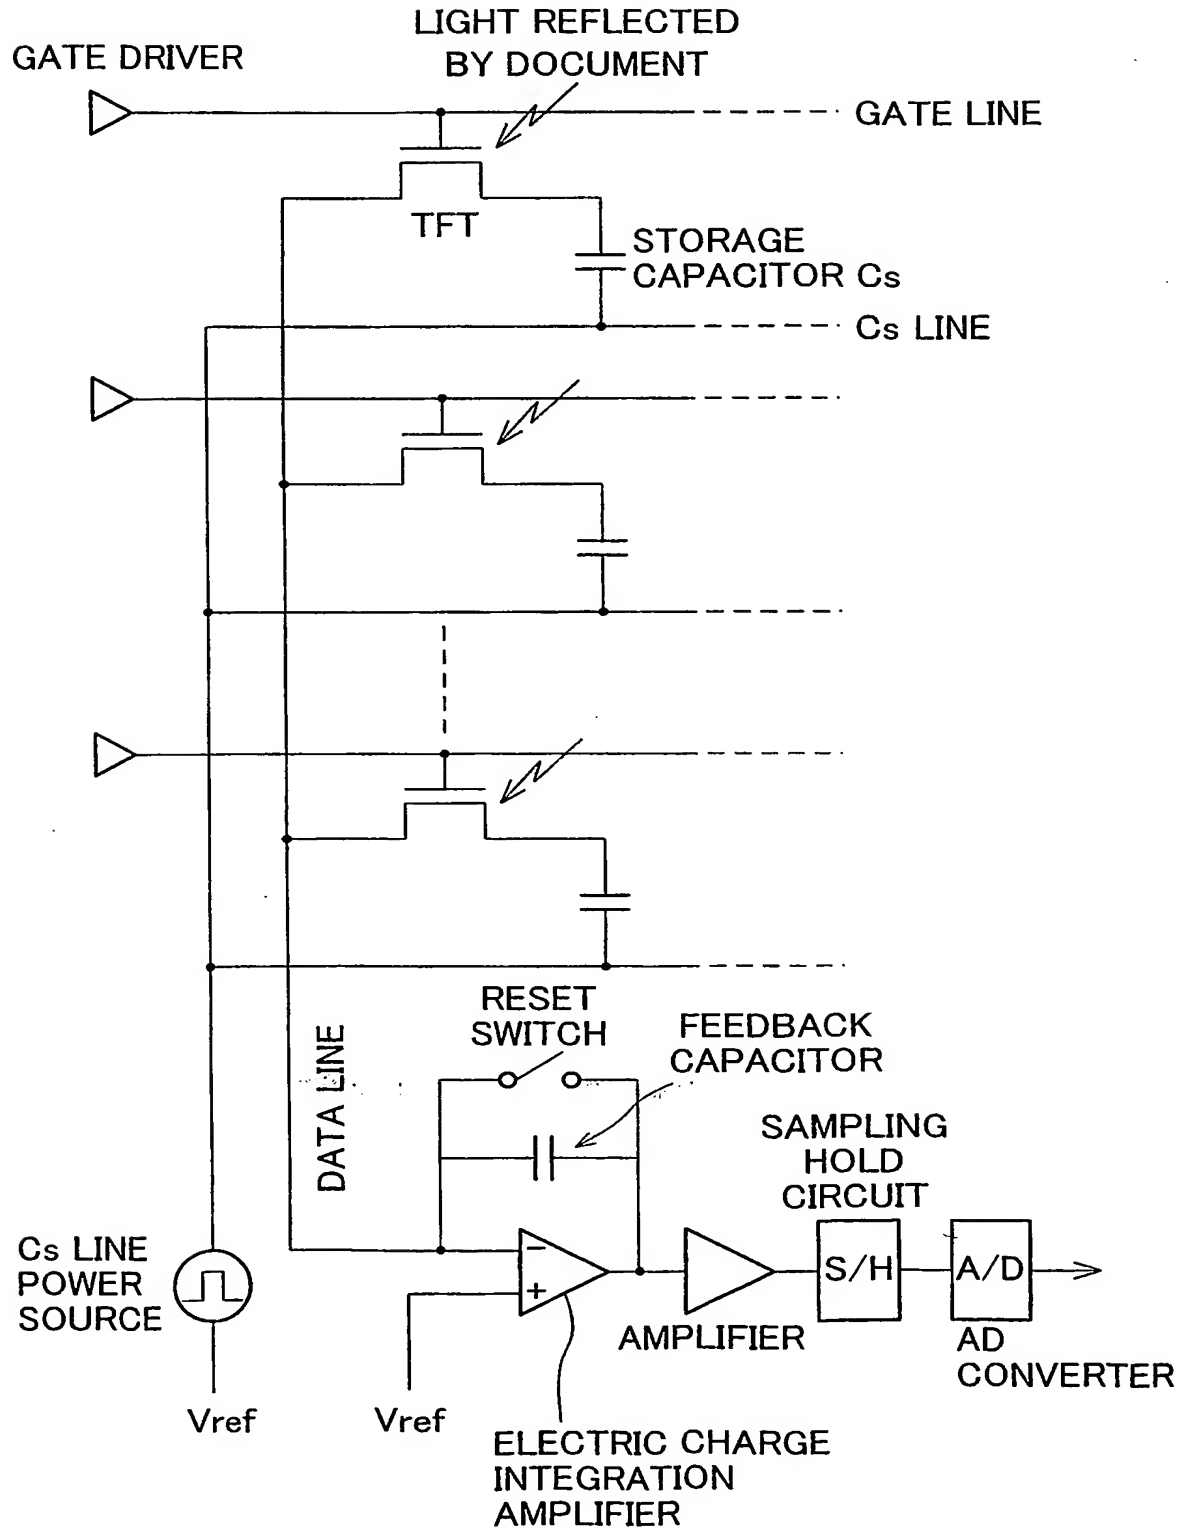 LIGHT REFLECTED
BY DOCUMENT
GATE DRIVER
GATE LINE
TFT
STORAGE
CAPACITOR Cs
Cs LINE
RESET
SWITCH
FEEDBACK
CAPACITOR
DATA LINE
SAMPLING
HOLD
CIRCUIT
Cs LINE
POWER
SOURCE
−
+
S/H
A/D
AMPLIFIER
AD
CONVERTER
Vref
Vref
ELECTRIC CHARGE
INTEGRATION
AMPLIFIER